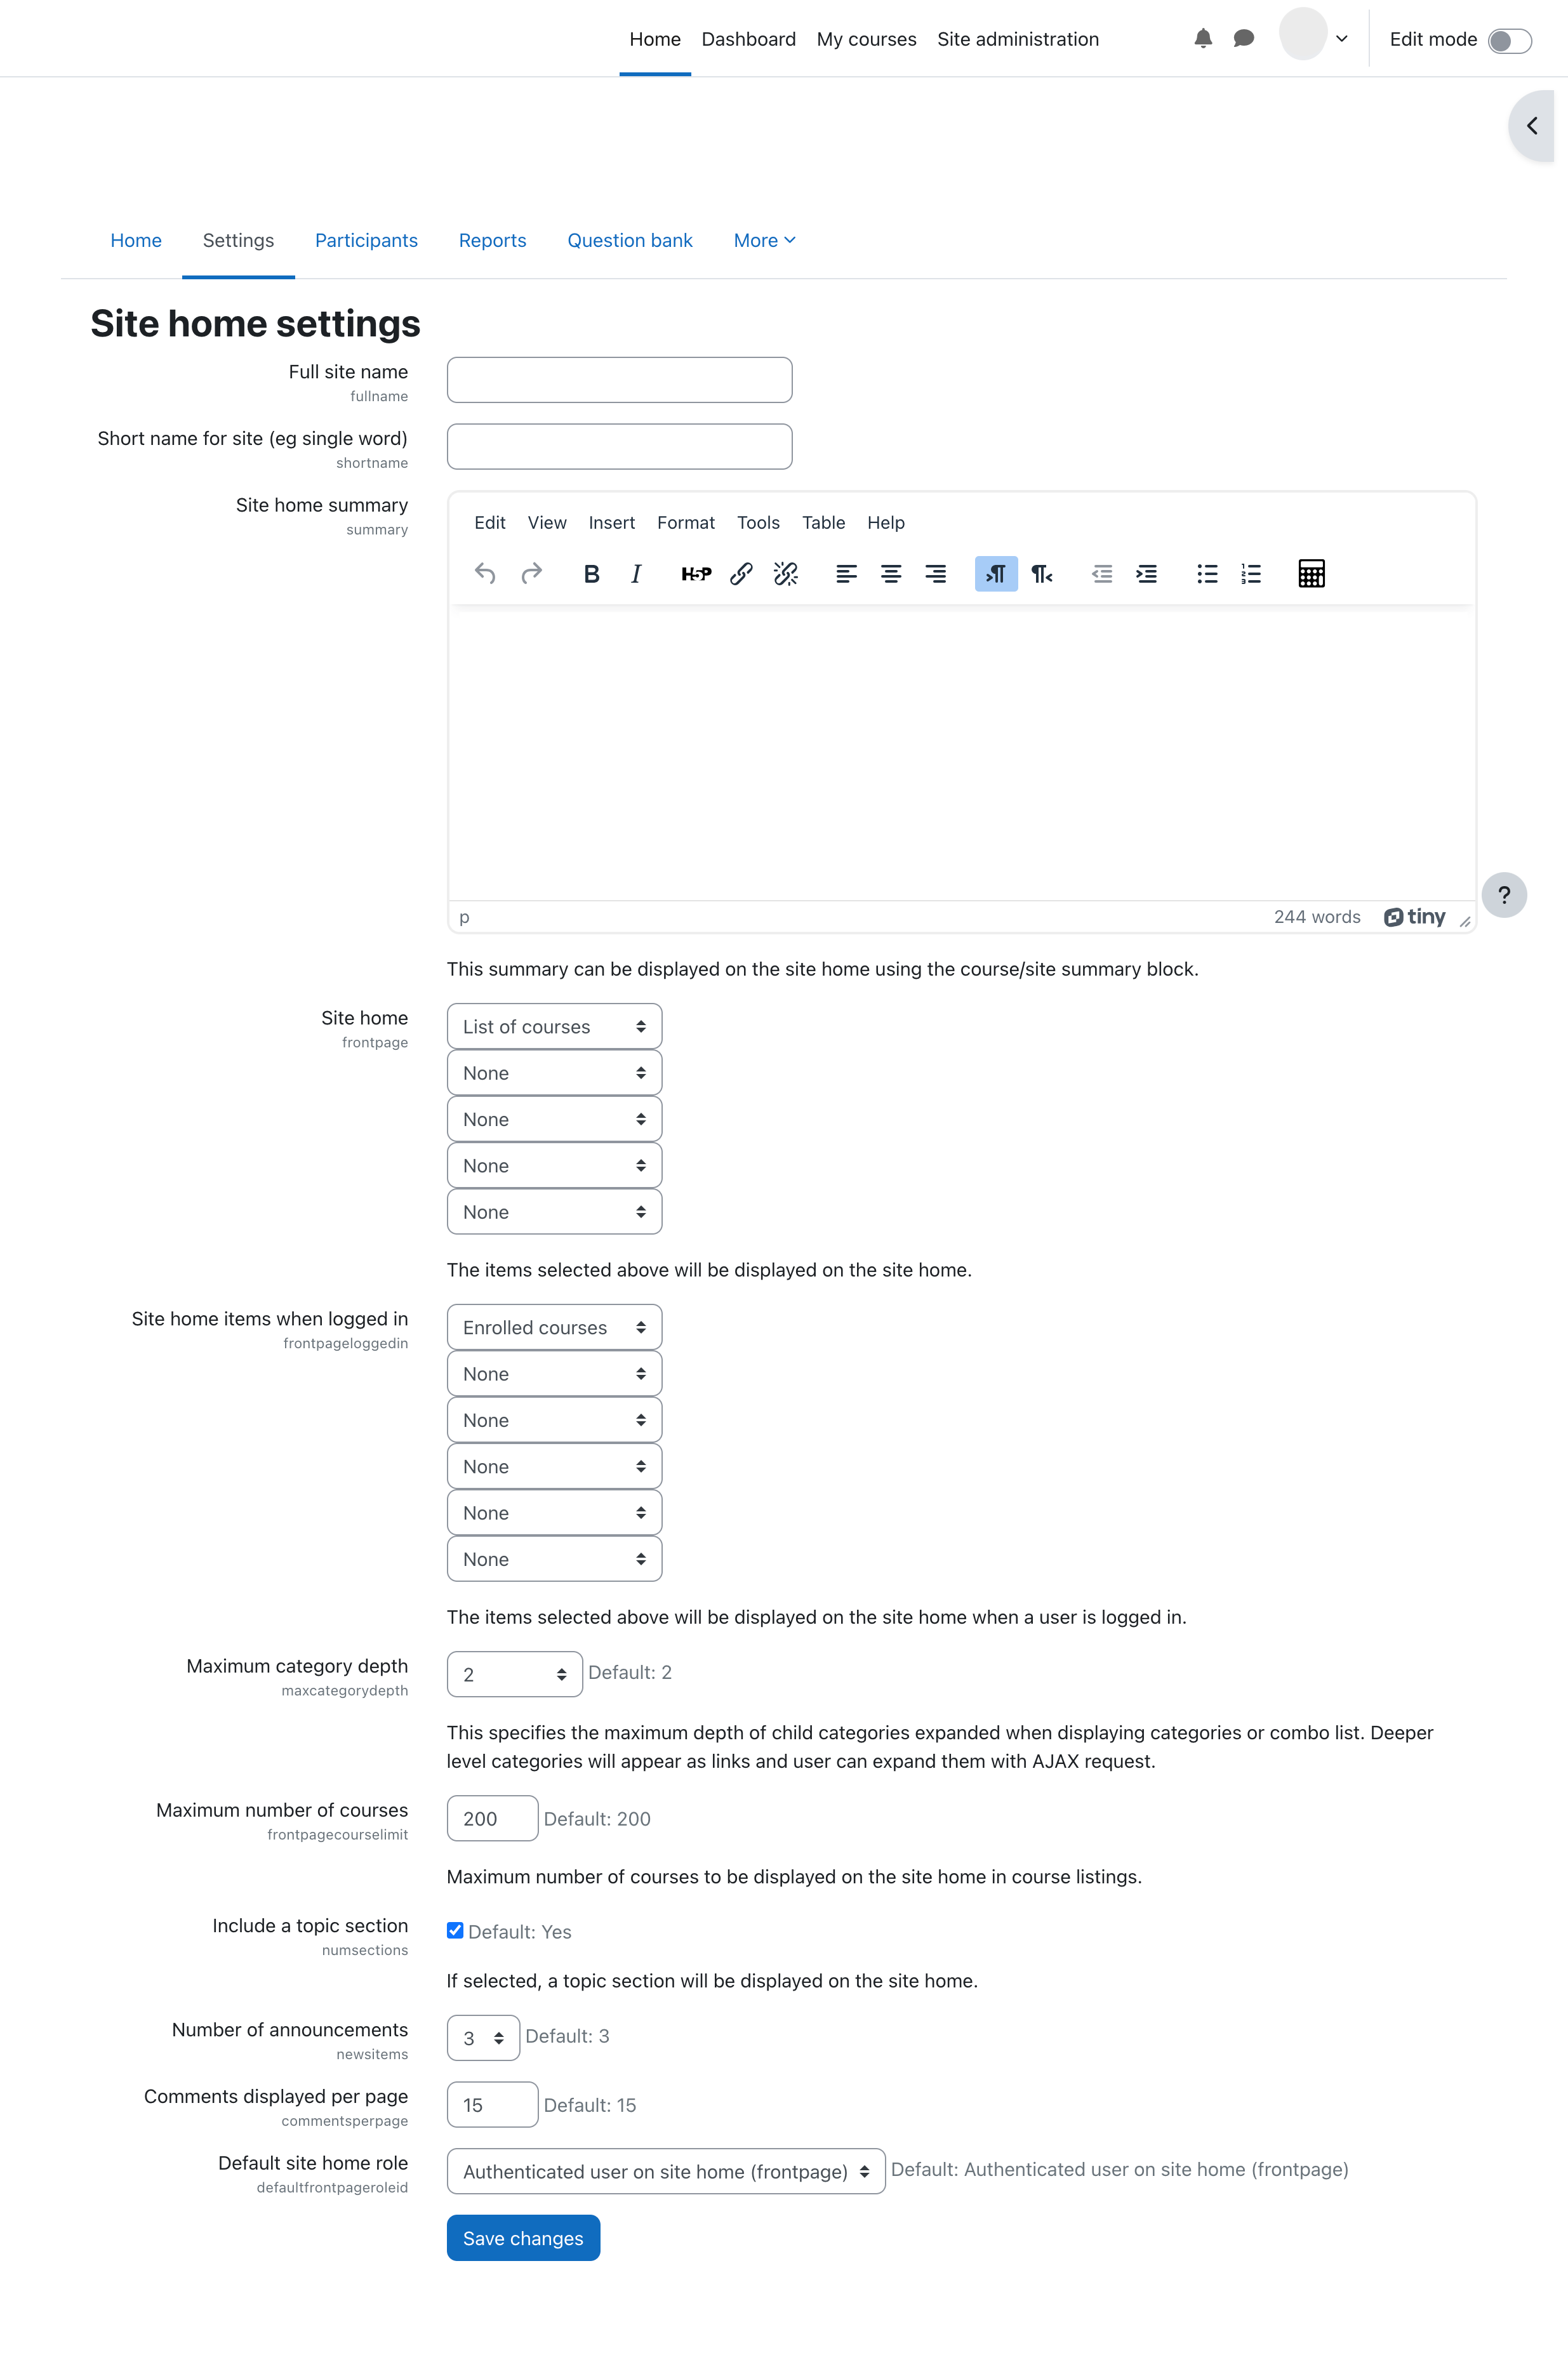 Home Dashboard My courses Site administration Edit mode
Home Settings Participants Reports Question bank More
Site home settings
Full site name
fullname
Short name for site (eg single word)
shortname
Site home summary
summary
Edit View Insert Format Tools Table Help
B I H5P
p 244 words tiny
?
This summary can be displayed on the site home using the course/site summary block.
Site home
frontpage
List of courses
None
None
None
None
The items selected above will be displayed on the site home.
Site home items when logged in
frontpageloggedin
Enrolled courses
None
None
None
None
None
The items selected above will be displayed on the site home when a user is logged in.
Maximum category depth
maxcategorydepth
2 Default: 2
This specifies the maximum depth of child categories expanded when displaying categories or combo list. Deeper
level categories will appear as links and user can expand them with AJAX request.
Maximum number of courses
frontpagecourselimit
200 Default: 200
Maximum number of courses to be displayed on the site home in course listings.
Include a topic section
numsections
Default: Yes
If selected, a topic section will be displayed on the site home.
Number of announcements
newsitems
3 Default: 3
Comments displayed per page
commentsperpage
15 Default: 15
Default site home role
defaultfrontpageroleid
Authenticated user on site home (frontpage) Default: Authenticated user on site home (frontpage)
Save changes